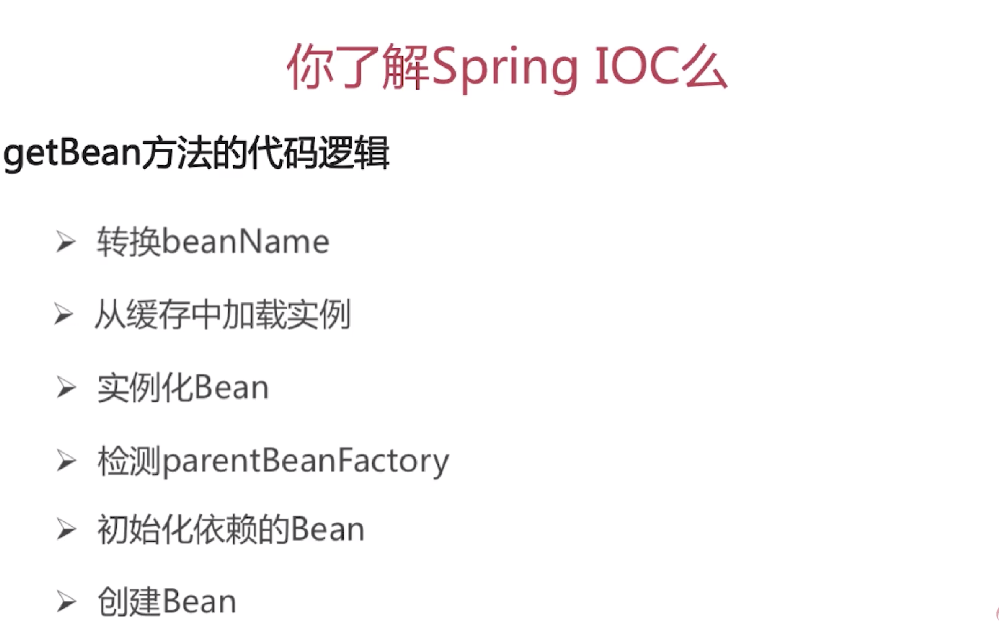 你了解Spring IOC么
getBean方法的代码逻辑
转换beanName
从缓存中加载实例
实例化Bean
检测parentBeanFactory
初始化依赖的Bean
创建Bean